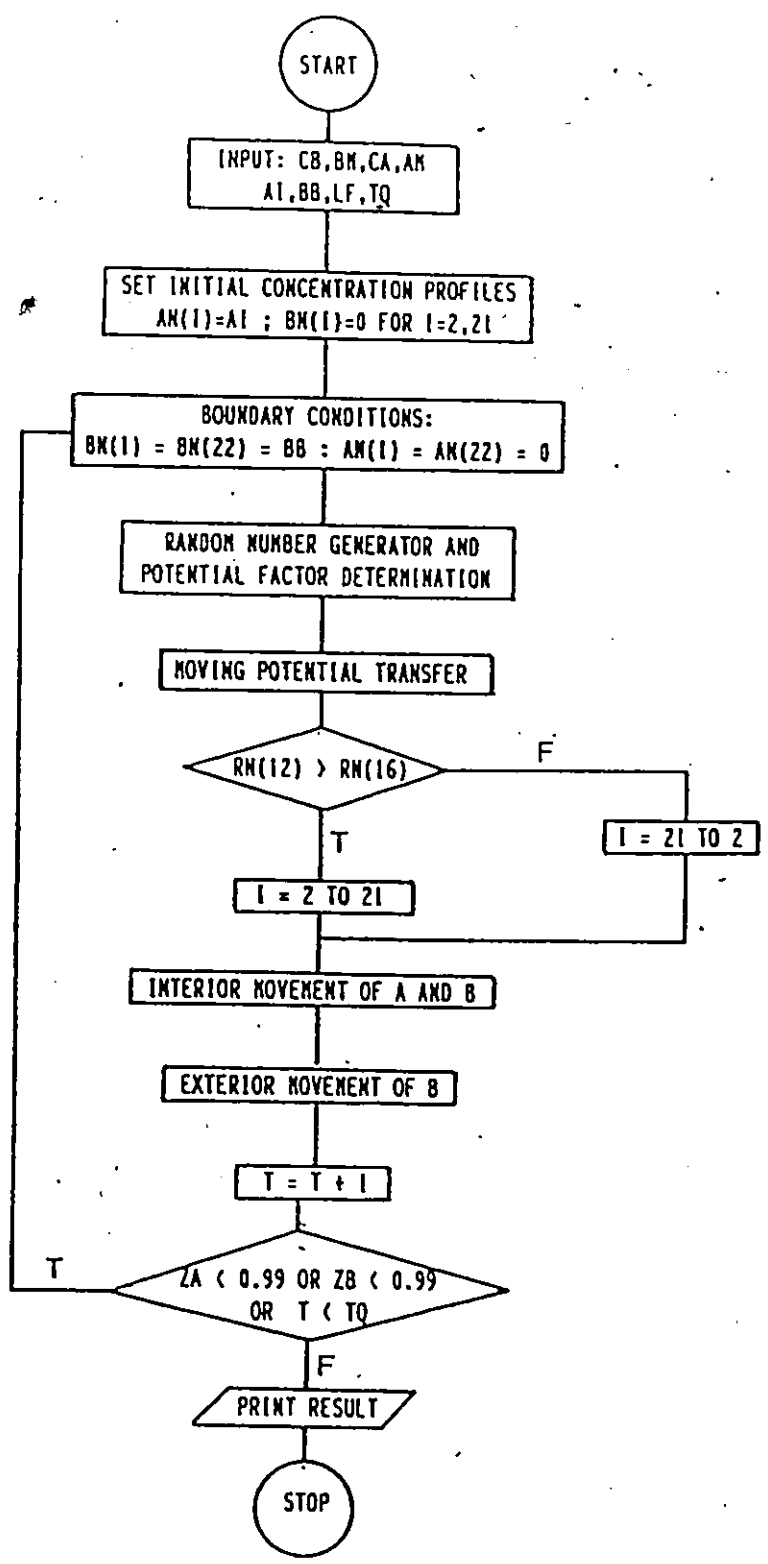 START
INPUT: CB,BM,CA,AM
AI,BB,LF,TQ
SET INITIAL CONCENTRATION PROFILES
AN(I)=AI ; BN(I)=0 FOR I=2,21
BOUNDARY CONDITIONS:
BN(1) = BN(22) = BB : AN(1) = AN(22) = 0
RANDOM NUMBER GENERATOR AND
POTENTIAL FACTOR DETERMINATION
MOVING POTENTIAL TRANSFER
RN(12) > RN(16)
F
T
I = 21 TO 2
I = 2 TO 21
INTERIOR MOVEMENT OF A AND B
EXTERIOR MOVEMENT OF B
T = T + 1
T
ZA < 0.99 OR ZB < 0.99
OR T < TQ
F
PRINT RESULT
STOP